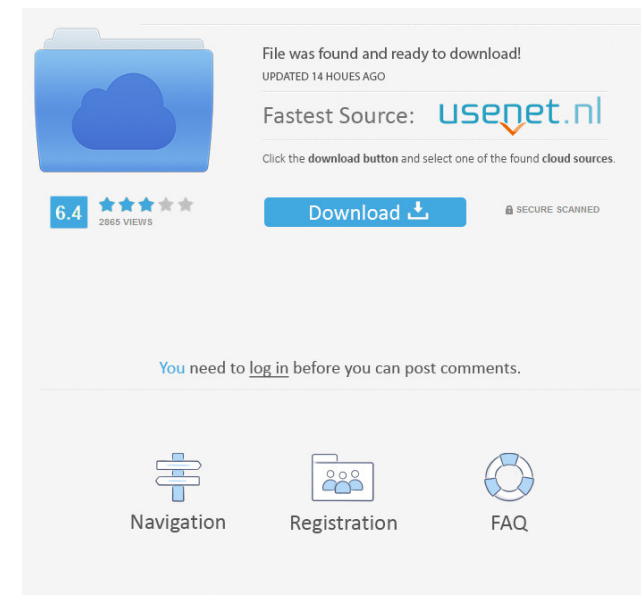 File was found and ready to download!
UPDATED 14 HOUES AGO
Fastest Source: usenet.nl
Click the download button and select one of the found cloud sources.
6.4
2865 VIEWS
Download
SECURE SCANNED
You need to log in before you can post comments.
Navigation
Registration
FAQ